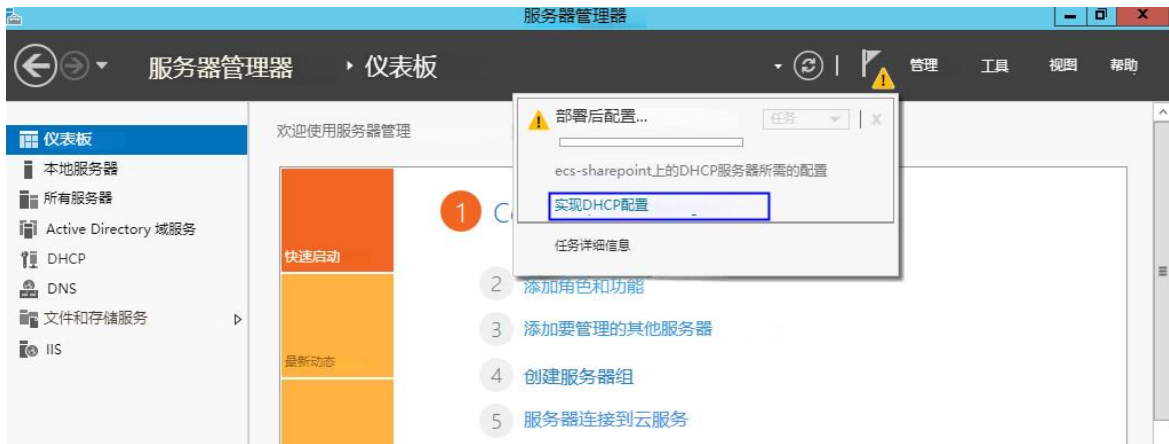 服务器管理器
服务器管理器 仪表板
管理 工具 视图 帮助
仪表板
本地服务器
所有服务器
Active Directory 域服务
DHCP
DNS
文件和存储服务
IIS
欢迎使用服务器管理
快速启动
最新动态
部署后配置...
任务
x
ecs-sharepoint上的DHCP服务器所需的配置
实现DHCP配置
任务详细信息
1 C
2 添加角色和功能
3 添加要管理的其他服务器
4 创建服务器组
5 服务器连接到云服务